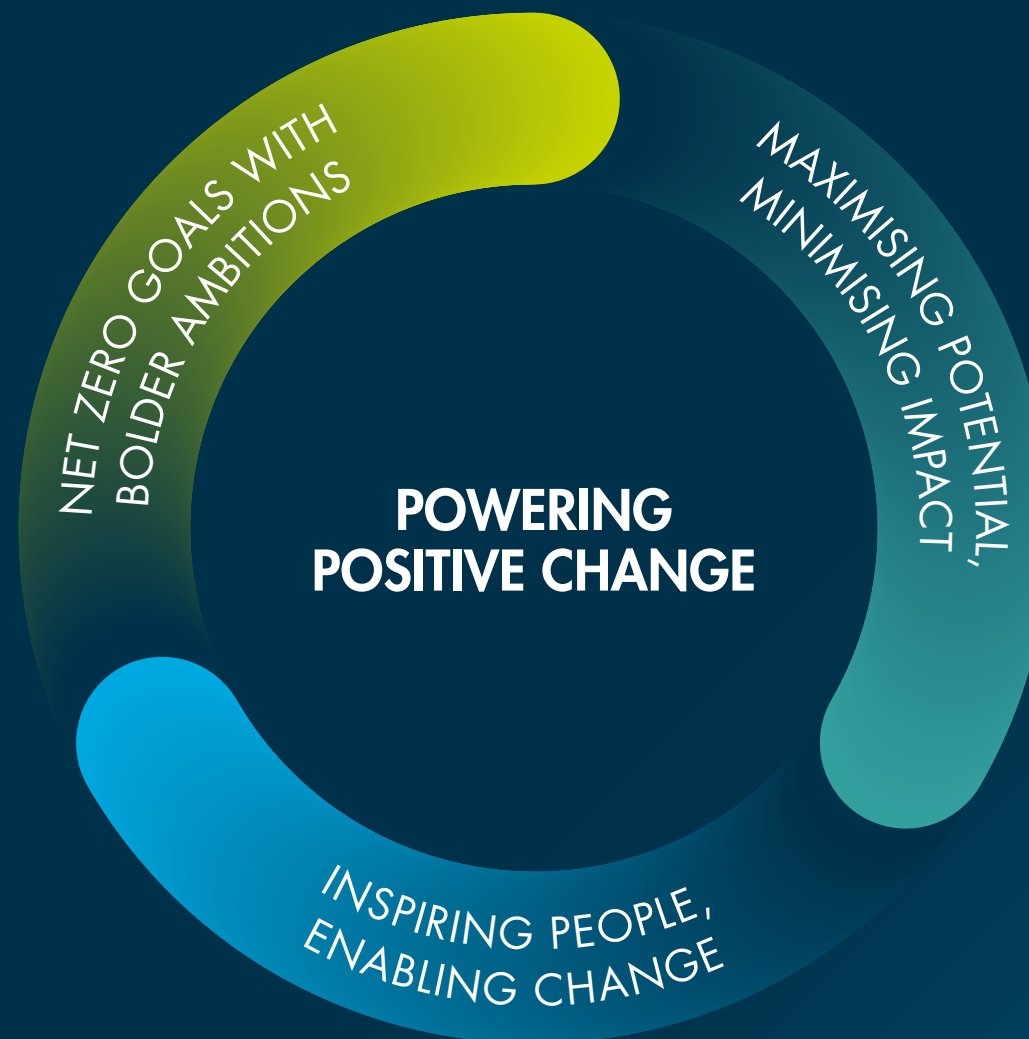 NET ZERO GOALS WITH
BOLDER AMBITIONS
MAXIMISING POTENTIAL,
MINIMISING IMPACT
POWERING
POSITIVE CHANGE
INSPIRING PEOPLE,
ENABLING CHANGE